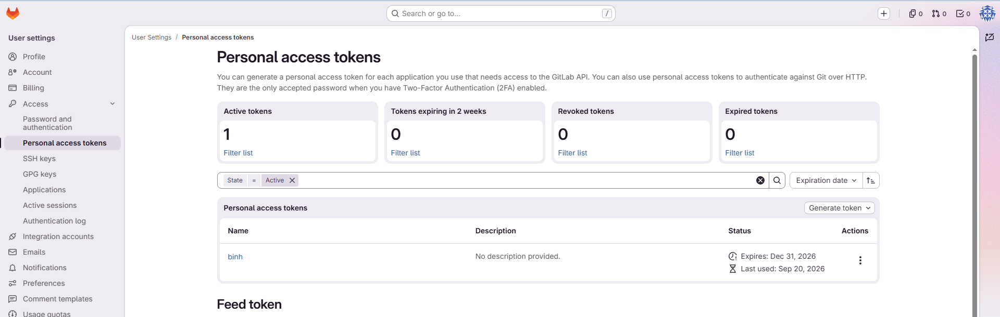 Search or go to...
/
0
0
0
User settings
Profile
Account
Billing
Access
Password and
authentication
Personal access tokens
SSH keys
GPG keys
Applications
Active sessions
Authentication log
Integration accounts
Emails
Notifications
Preferences
Comment templates
Usage quotas
User Settings / Personal access tokens
Personal access tokens
You can generate a personal access token for each application you use that needs access to the GitLab API. You can also use personal access tokens to authenticate against Git over HTTP.
They are the only accepted password when you have Two-Factor Authentication (2FA) enabled.
Active tokens
1
Filter list
Tokens expiring in 2 weeks
0
Filter list
Revoked tokens
0
Filter list
Expired tokens
0
Filter list
State = Active
Expiration date
Personal access tokens
Generate token
Name Description Status Actions
binh No description provided. Expires: Dec 31, 2026
Last used: Sep 20, 2026
Feed token